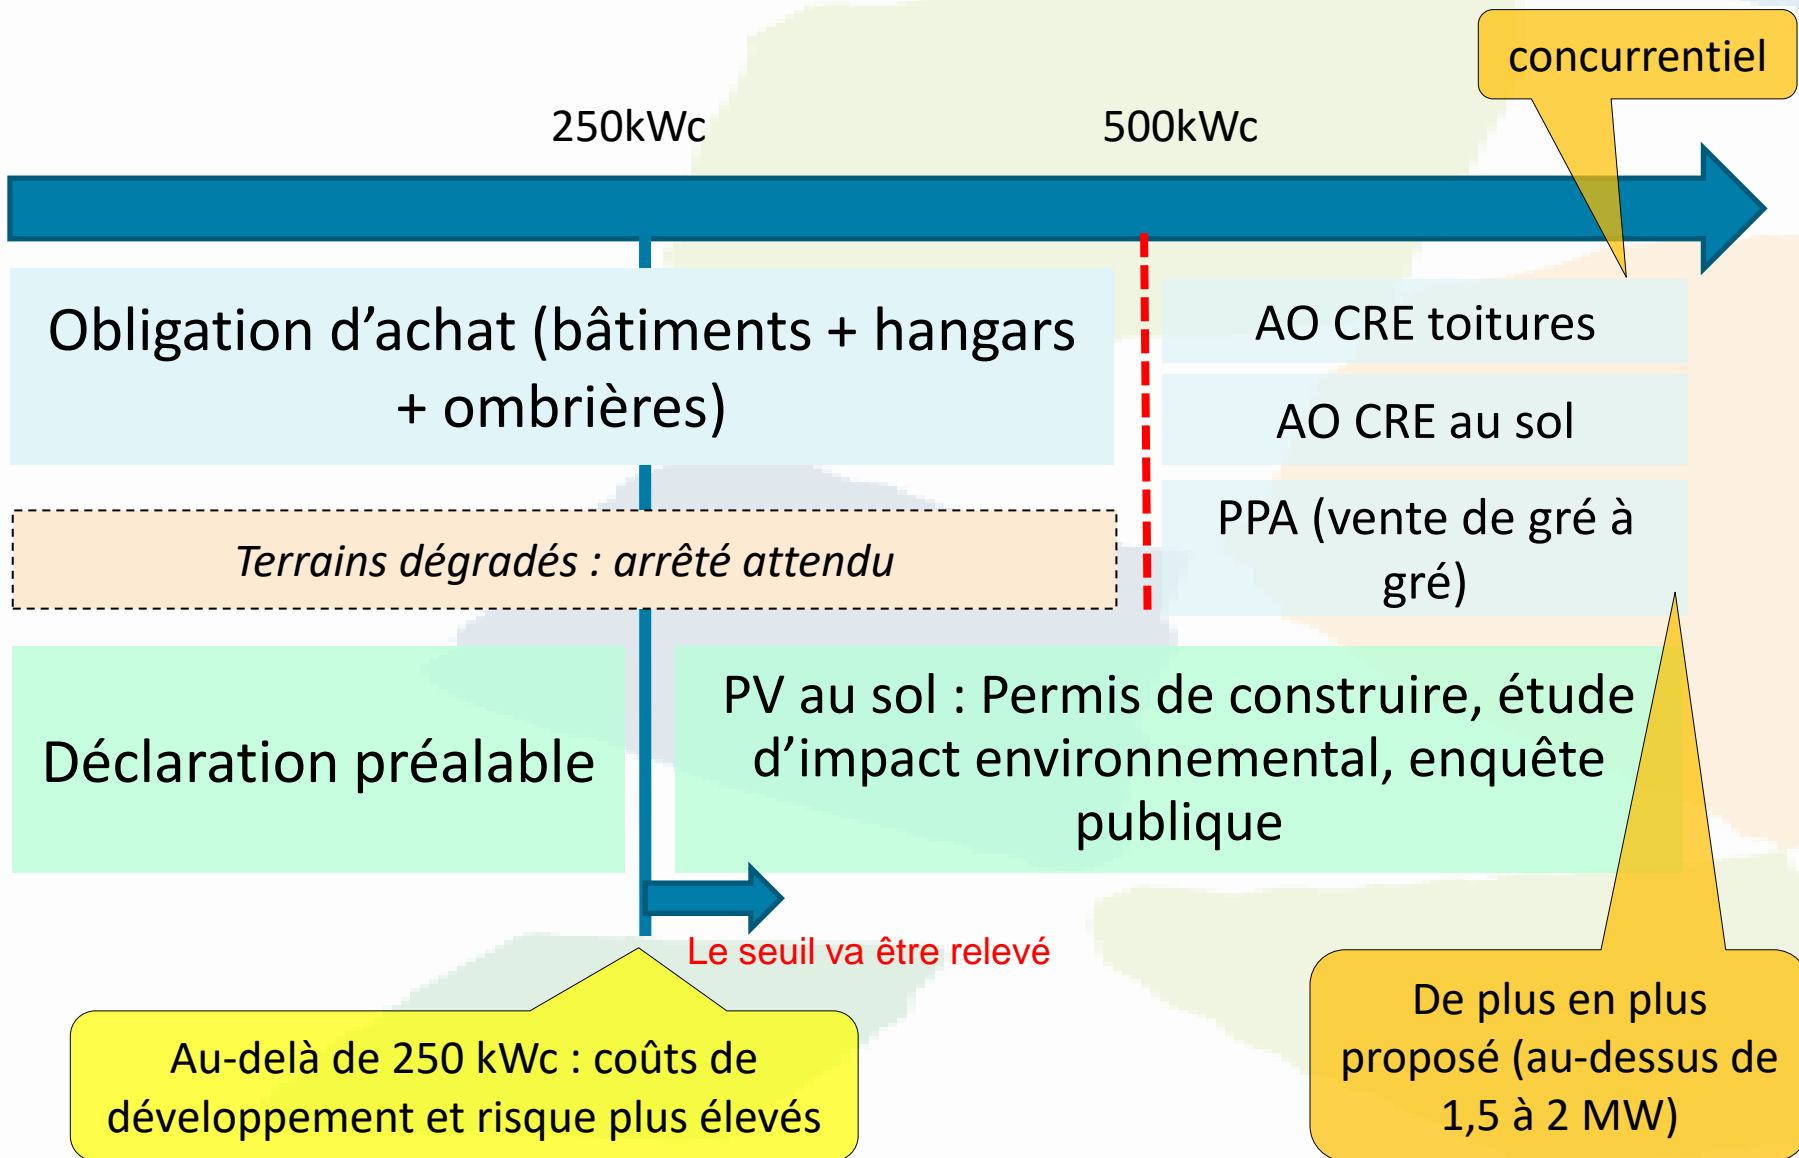 concurrentiel
250kWc
500kWc
Obligation d’achat (bâtiments + hangars
+ ombrières)
AO CRE toitures
AO CRE au sol
PPA (vente de gré à
gré)
Terrains dégradés : arrêté attendu
Déclaration préalable
PV au sol : Permis de construire, étude
d’impact environnemental, enquête
publique
Le seuil va être relevé
Au-delà de 250 kWc : coûts de
développement et risque plus élevés
De plus en plus
proposé (au-dessus de
1,5 à 2 MW)